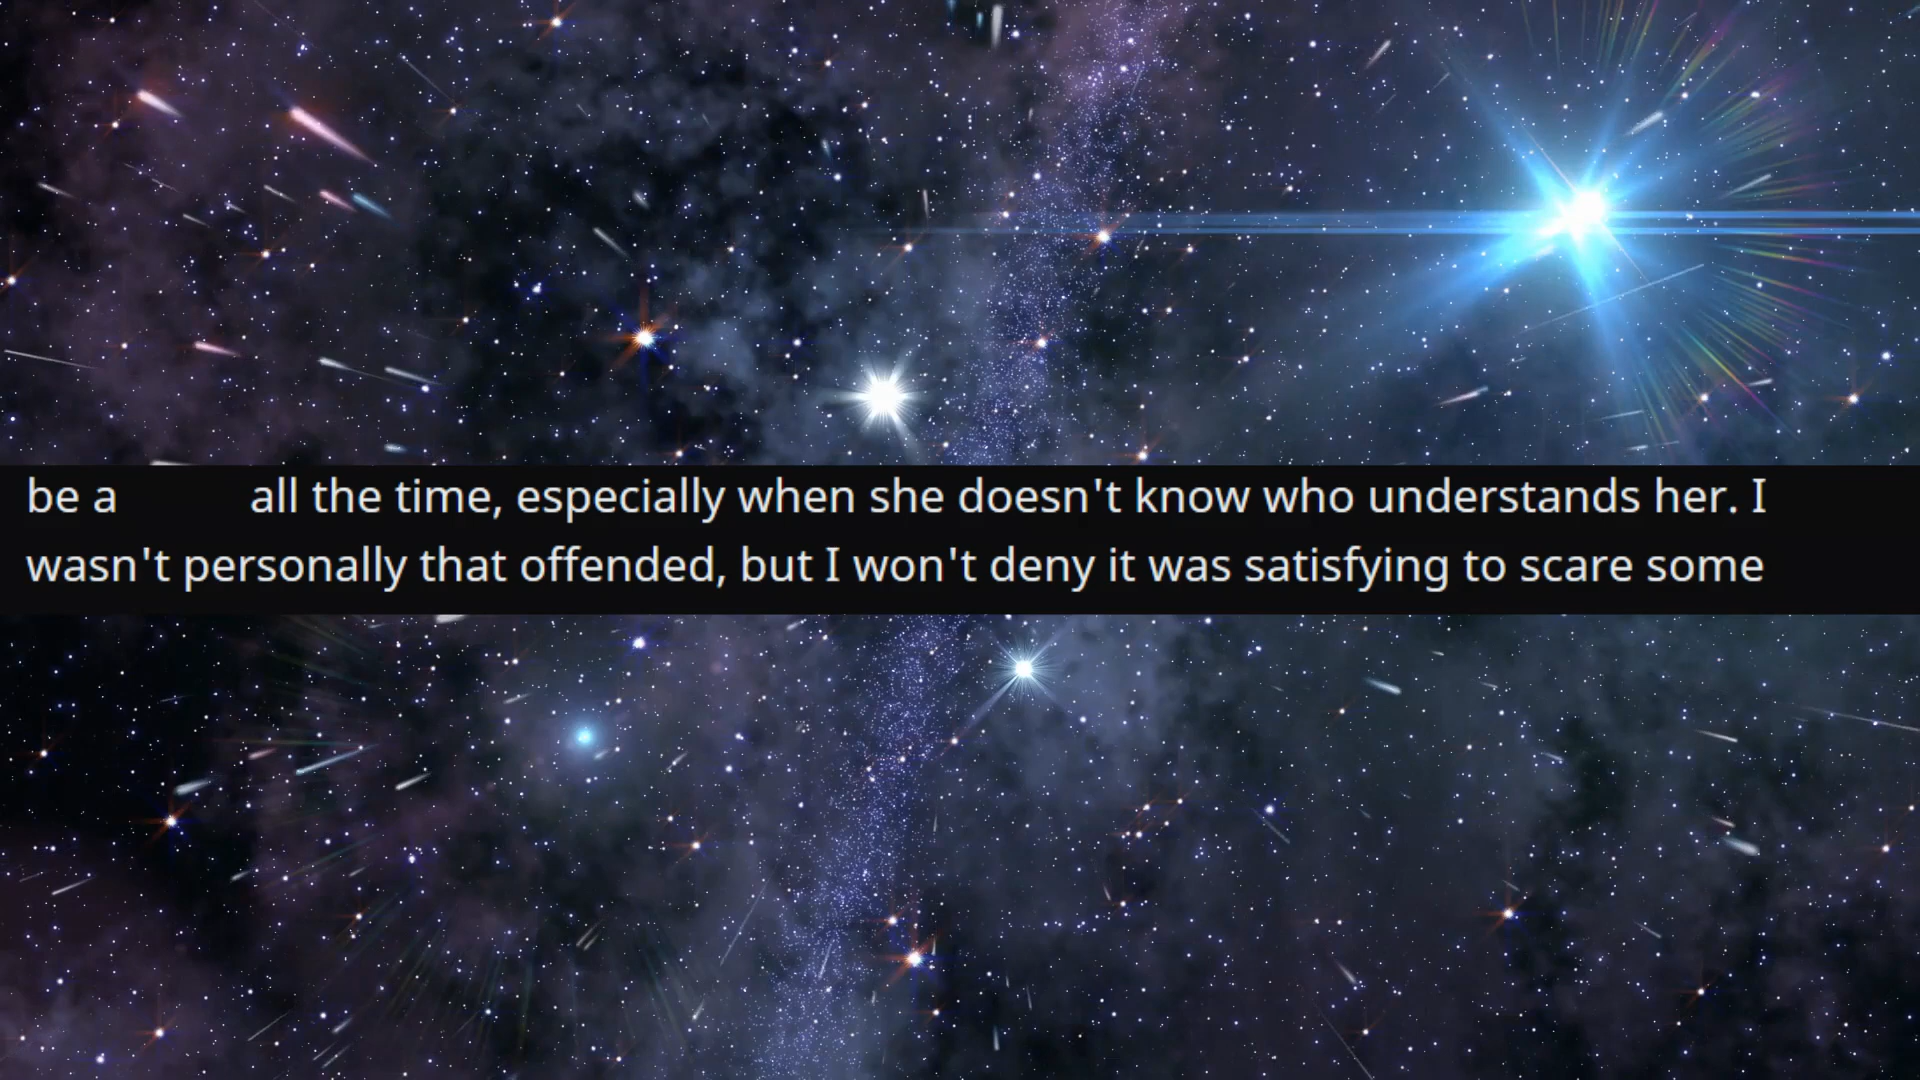 be a all the time, especially when she doesn't know who understands her. I
wasn't personally that offended, but I won't deny it was satisfying to scare some